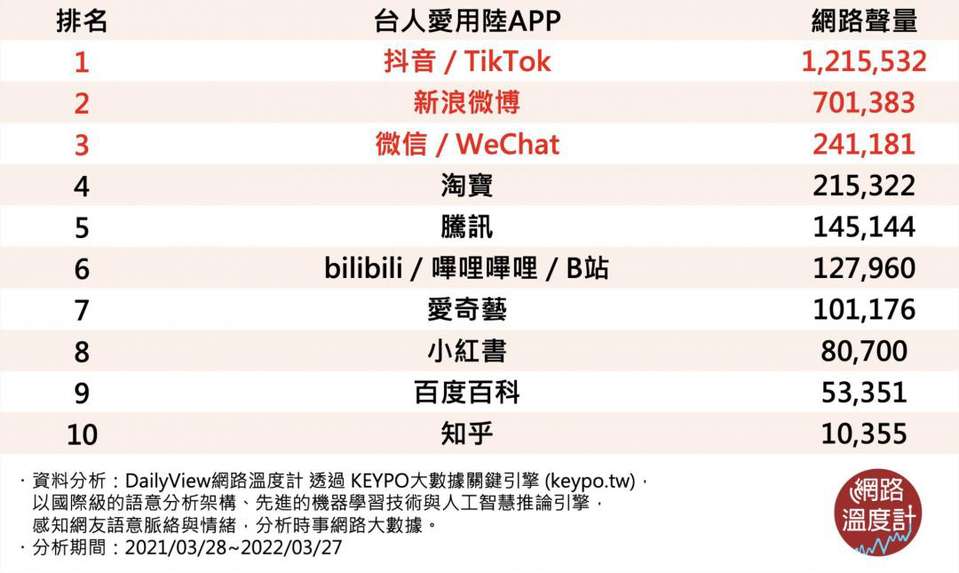 排名 台人愛用陸APP 網路聲量
1 抖音 / TikTok 1,215,532
2 新浪微博 701,383
3 微信 / WeChat 241,181
4 淘寶 215,322
5 騰訊 145,144
6 bilibili / 嗶哩嗶哩 / B站 127,960
7 愛奇藝 101,176
8 小紅書 80,700
9 百度百科 53,351
10 知乎 10,355
· 資料分析：DailyView網路溫度計 透過 KEYPO大數據關鍵引擎 (keypo.tw)，
以國際級的語意分析架構、先進的機器學習技術與人工智慧推論引擎，
感知網友語意脈絡與情緒，分析時事網路大數據。
· 分析期間：2021/03/28~2022/03/27
網路
溫度計